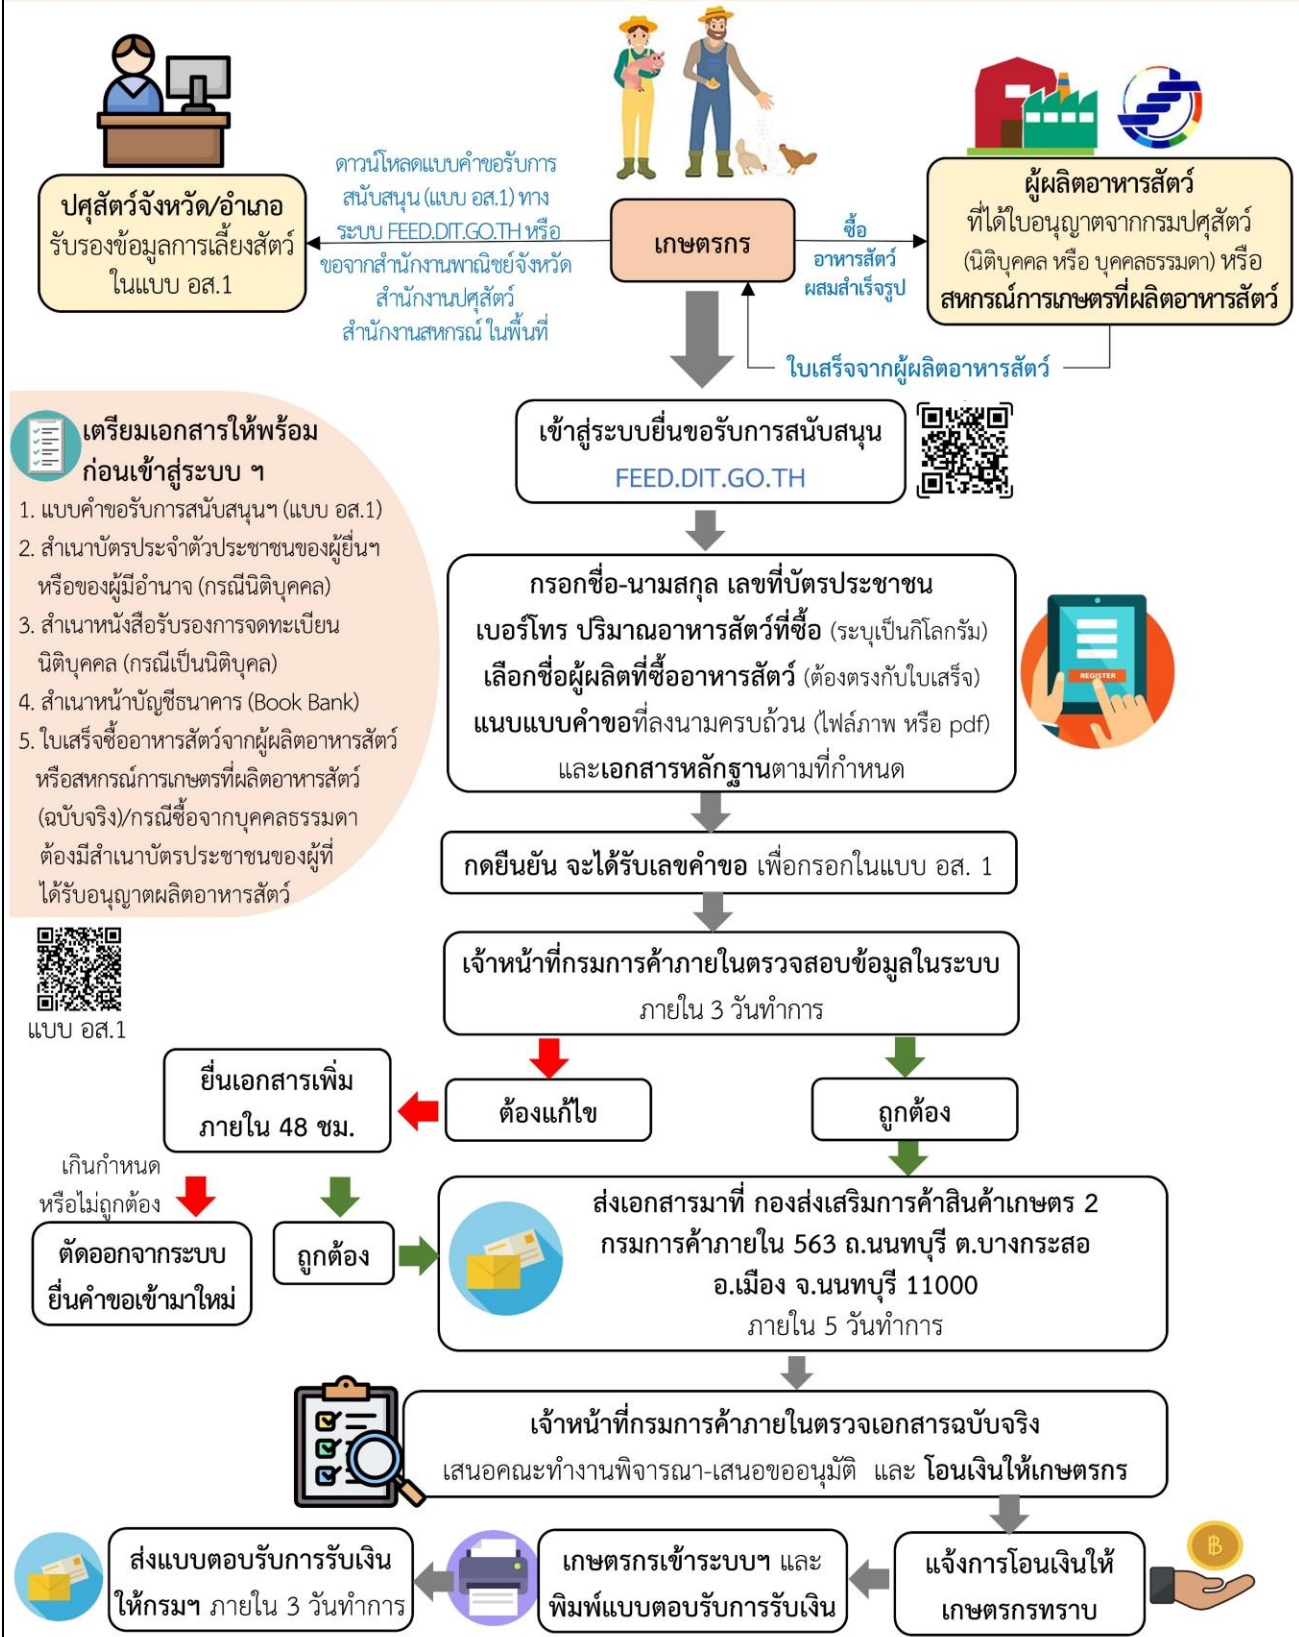 ปศุสัตว์จังหวัด/อำเภอ
รับรองข้อมูลการเลี้ยงสัตว์
ในแบบ อส.1
ดาวน์โหลดแบบคำขอรับการ
สนับสนุน (แบบ อส.1) ทาง
ระบบ FEED.DIT.GO.TH หรือ
ขอจากสำนักงานพาณิชย์จังหวัด
สำนักงานปศุสัตว์
สำนักงานสหกรณ์ ในพื้นที่
เกษตรกร
ซื้อ
อาหารสัตว์
ผสมสำเร็จรูป
ผู้ผลิตอาหารสัตว์
ที่ได้ใบอนุญาตจากกรมปศุสัตว์
(นิติบุคคล หรือ บุคคลธรรมดา) หรือ
สหกรณ์การเกษตรที่ผลิตอาหารสัตว์
ใบเสร็จจากผู้ผลิตอาหารสัตว์
เตรียมเอกสารให้พร้อม
ก่อนเข้าสู่ระบบ ฯ
1. แบบคำขอรับการสนับสนุนฯ (แบบ อส.1)
2. สำเนาบัตรประจำตัวประชาชนของผู้ยื่นฯ
หรือของผู้มีอำนาจ (กรณีนิติบุคคล)
3. สำเนาหนังสือรับรองการจดทะเบียน
นิติบุคคล (กรณีเป็นนิติบุคล)
4. สำเนาหน้าบัญชีธนาคาร (Book Bank)
5. ใบเสร็จซื้ออาหารสัตว์จากผู้ผลิตอาหารสัตว์
หรือสหกรณ์การเกษตรที่ผลิตอาหารสัตว์
(ฉบับจริง)/กรณีซื้อจากบุคคลธรรมดา
ต้องมีสำเนาบัตรประชาชนของผู้ที่
ได้รับอนุญาตผลิตอาหารสัตว์
แบบ อส.1
เข้าสู่ระบบยื่นขอรับการสนับสนุน
FEED.DIT.GO.TH
กรอกชื่อ-นามสกุล เลขที่บัตรประชาชน
เบอร์โทร ปริมาณอาหารสัตว์ที่ซื้อ (ระบุเป็นกิโลกรัม)
เลือกชื่อผู้ผลิตที่ซื้ออาหารสัตว์ (ต้องตรงกับใบเสร็จ)
แนบแบบคำขอที่ลงนามครบถ้วน (ไฟล์ภาพ หรือ pdf)
และเอกสารหลักฐานตามที่กำหนด
REGISTER
กดยืนยัน จะได้รับเลขคำขอ เพื่อกรอกในแบบ อส. 1
เจ้าหน้าที่กรมการค้าภายในตรวจสอบข้อมูลในระบบ
ภายใน 3 วันทำการ
ยื่นเอกสารเพิ่ม
ภายใน 48 ชม.
ต้องแก้ไข
ถูกต้อง
เกินกำหนด
หรือไม่ถูกต้อง
ตัดออกจากระบบ
ยื่นคำขอเข้ามาใหม่
ถูกต้อง
ส่งเอกสารมาที่ กองส่งเสริมการค้าสินค้าเกษตร 2
กรมการค้าภายใน 563 ถ.นนทบุรี ต.บางกระสอ
อ.เมือง จ.นนทบุรี 11000
ภายใน 5 วันทำการ
เจ้าหน้าที่กรมการค้าภายในตรวจเอกสารฉบับจริง
เสนอคณะทำงานพิจารณา-เสนอขออนุมัติ และ โอนเงินให้เกษตรกร
แจ้งการโอนเงินให้
เกษตรกรทราบ
เกษตรกรเข้าระบบฯ และ
พิมพ์แบบตอบรับการรับเงิน
ส่งแบบตอบรับการรับเงิน
ให้กรมฯ ภายใน 3 วันทำการ